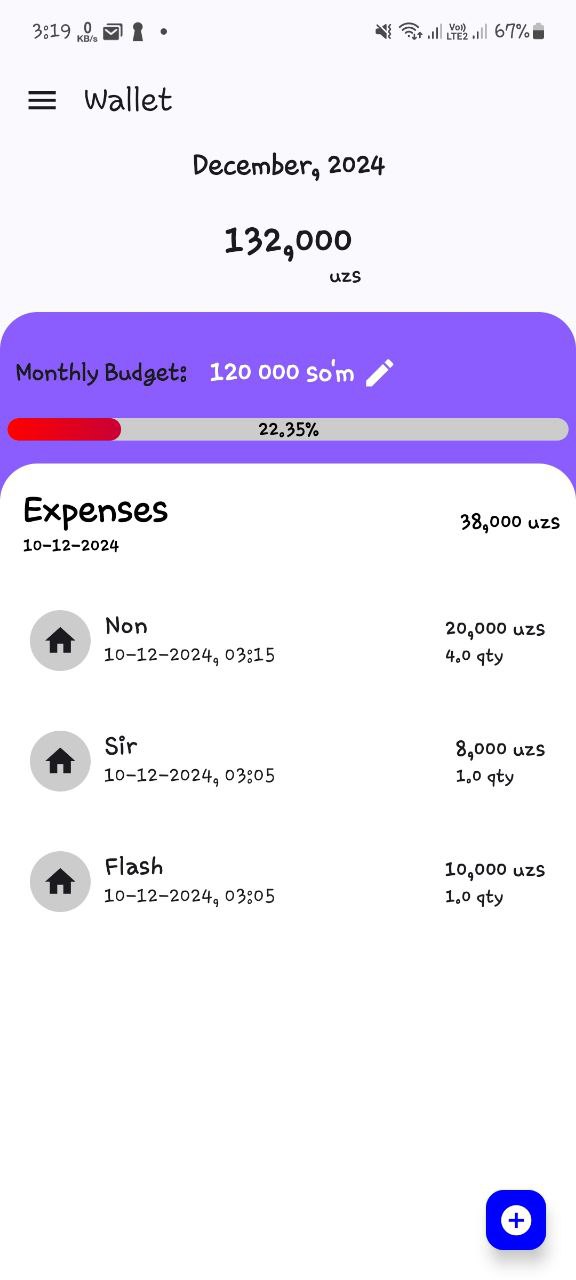 3:19 0 KB/s Vo) LTE2 67%
Wallet
December, 2024
132,000
uzs
Monthly Budget: 120 000 so'm
22.35%
Expenses
38,000 uzs
10-12-2024
Non
20,000 uzs
10-12-2024, 03:15
4.0 qty
Sir
8,000 uzs
10-12-2024, 03:05
1.0 qty
Flash
10,000 uzs
10-12-2024, 03:05
1.0 qty